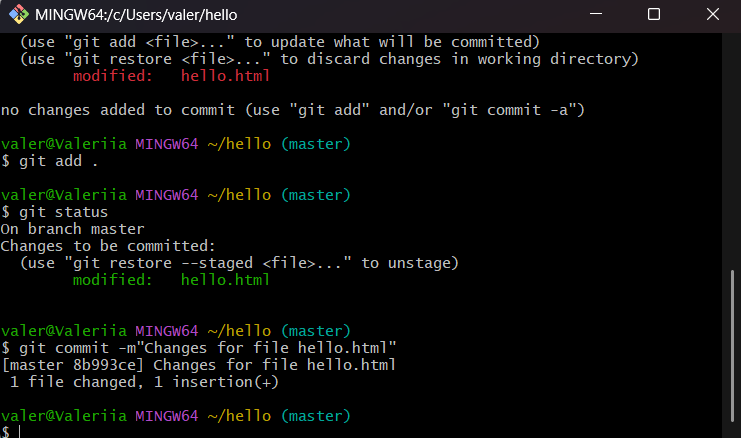 MINGW64:/c/Users/valer/hello
(use "git add <file>..." to update what will be committed)
(use "git restore <file>..." to discard changes in working directory)
modified:   hello.html
no changes added to commit (use "git add" and/or "git commit -a")
valer@Valeriia MINGW64 ~/hello (master)
$ git add .
valer@Valeriia MINGW64 ~/hello (master)
$ git status
On branch master
Changes to be committed:
(use "git restore --staged <file>..." to unstage)
modified:   hello.html
valer@Valeriia MINGW64 ~/hello (master)
$ git commit -m"Changes for file hello.html"
[master 8b993ce] Changes for file hello.html
1 file changed, 1 insertion(+)
valer@Valeriia MINGW64 ~/hello (master)
$